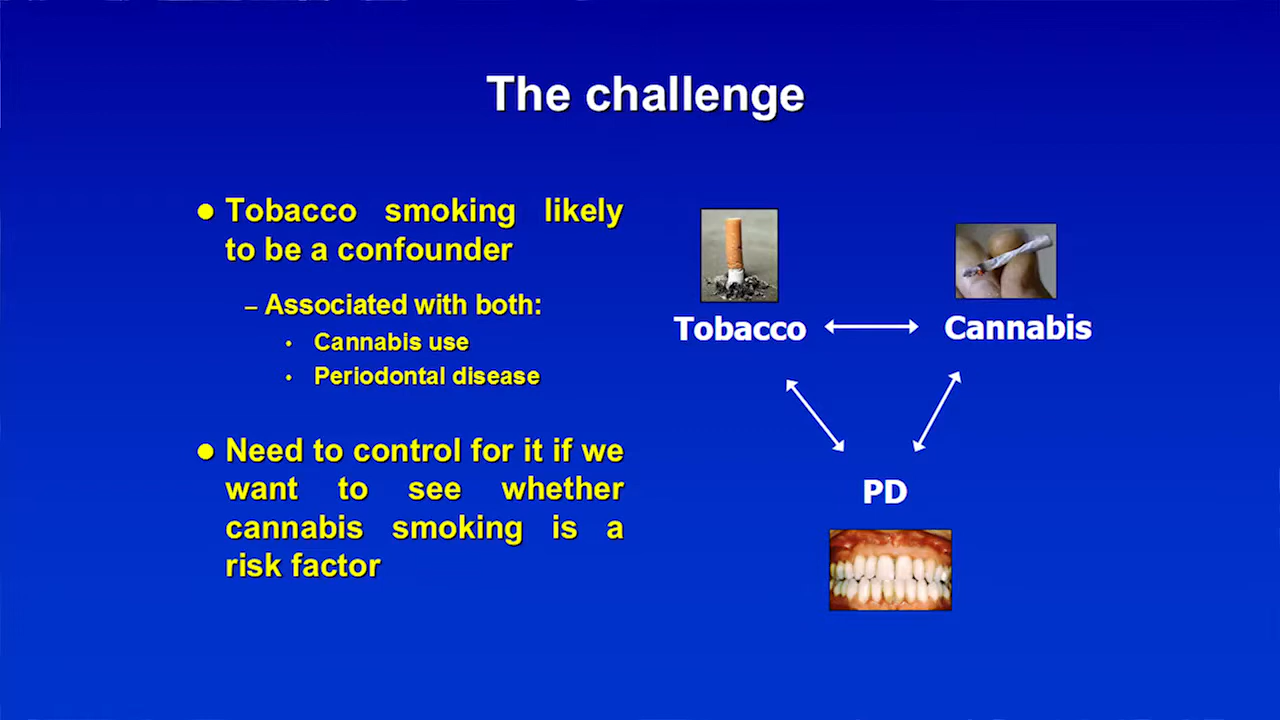 The challenge
● Tobacco smoking likely
to be a confounder
– Associated with both:
• Cannabis use
• Periodontal disease
● Need to control for it if we
want to see whether
cannabis smoking is a
risk factor
Tobacco
Cannabis
PD